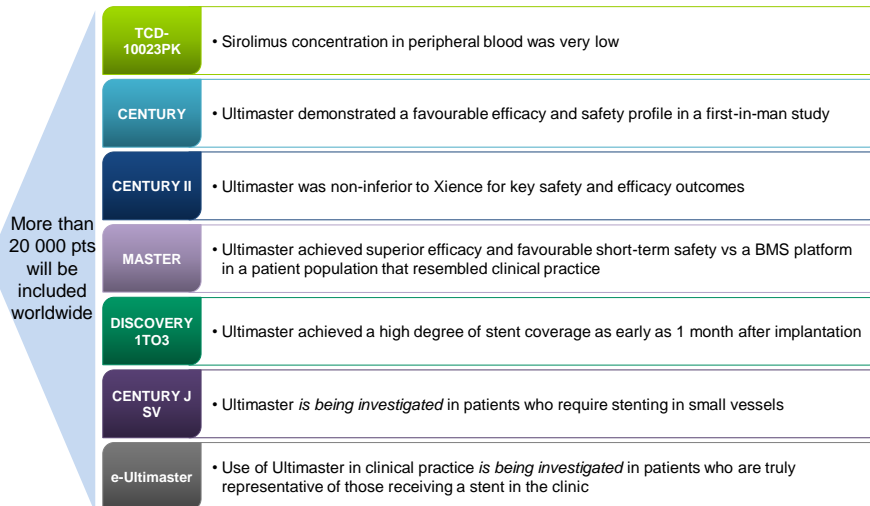 More than
20 000 pts
will be
included
worldwide
TCD-
10023PK
• Sirolimus concentration in peripheral blood was very low
CENTURY
• Ultimaster demonstrated a favourable efficacy and safety profile in a first-in-man study
CENTURY II
• Ultimaster was non-inferior to Xience for key safety and efficacy outcomes
MASTER
• Ultimaster achieved superior efficacy and favourable short-term safety vs a BMS platform
in a patient population that resembled clinical practice
DISCOVERY
1TO3
• Ultimaster achieved a high degree of stent coverage as early as 1 month after implantation
CENTURY J
SV
• Ultimaster is being investigated in patients who require stenting in small vessels
e-Ultimaster
• Use of Ultimaster in clinical practice is being investigated in patients who are truly
representative of those receiving a stent in the clinic